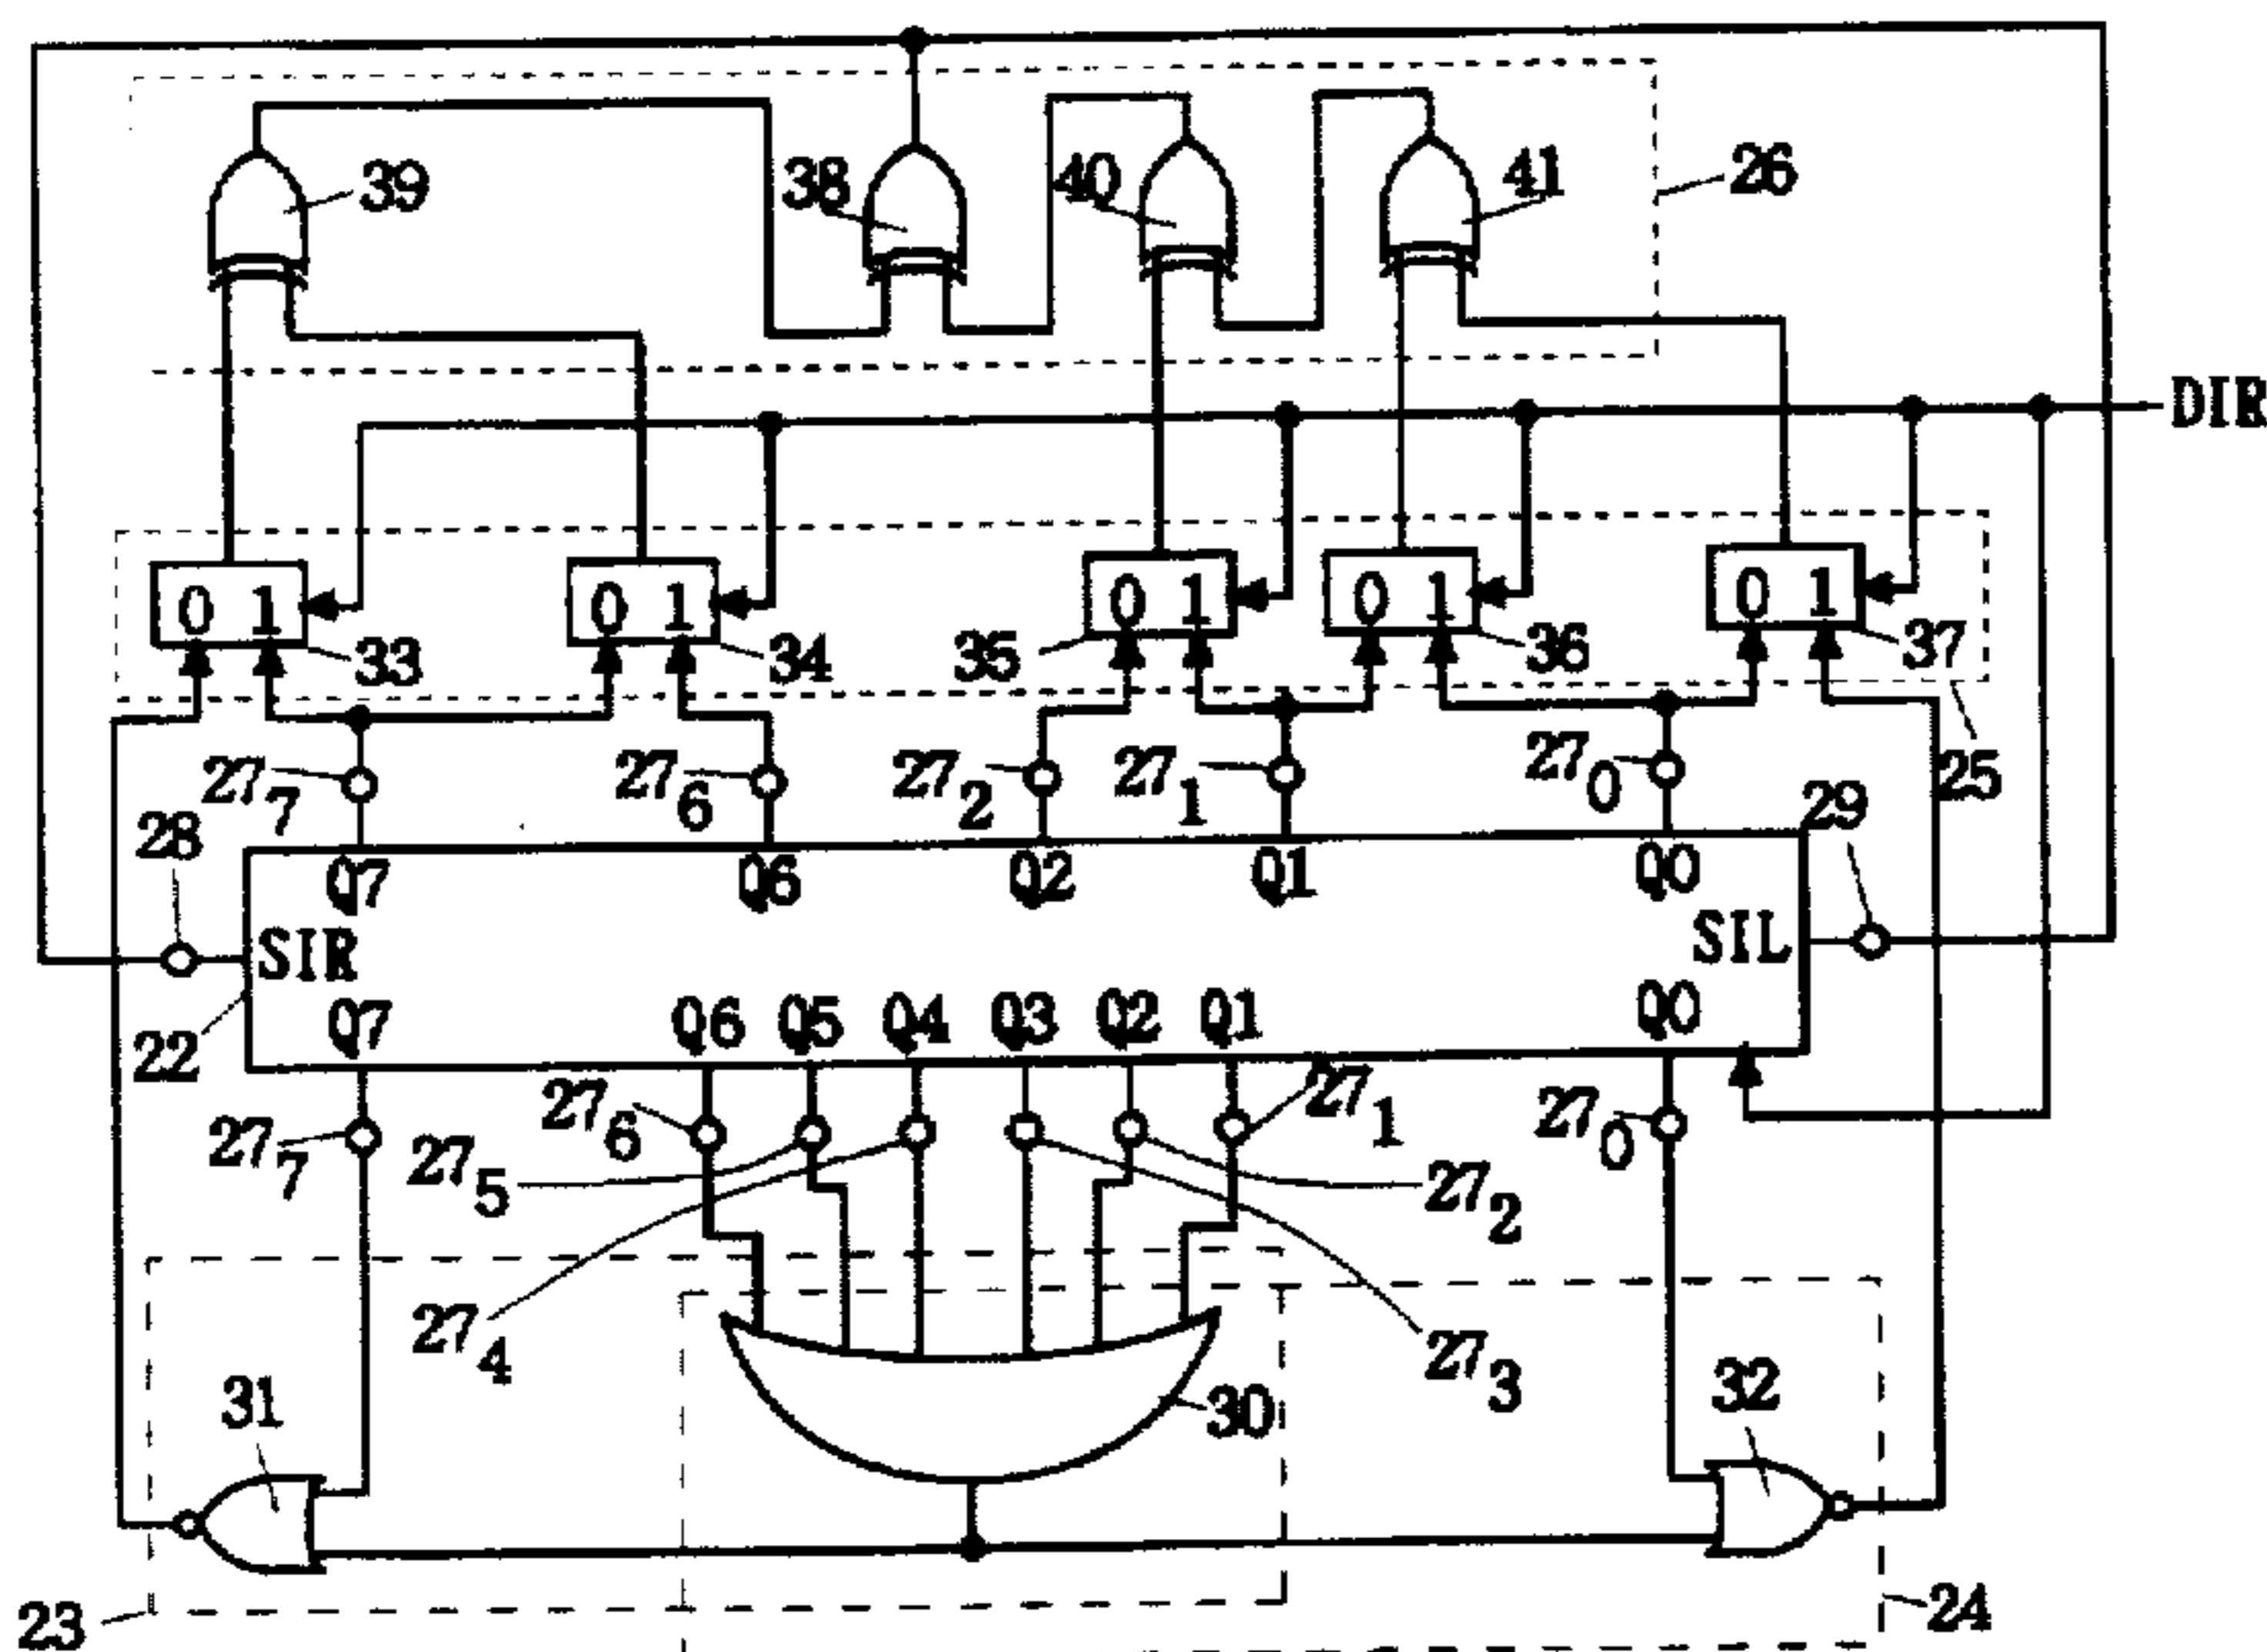 39 38 40 41 26
DIR
0 1 0 1 0 1 0 1 0 1
33 34 35 36 37
27₇ 27₆ 27₂ 27₁ 27₀ 25
28 29
Q7 Q6 Q2 Q1 Q0
SIR SIL
22 Q7 Q6 Q5 Q4 Q3 Q2 Q1 Q0
27₇ 27₅ 27₆ 27₁ 27₀
27₂
27₄ 27₃
31 30 32
23 24